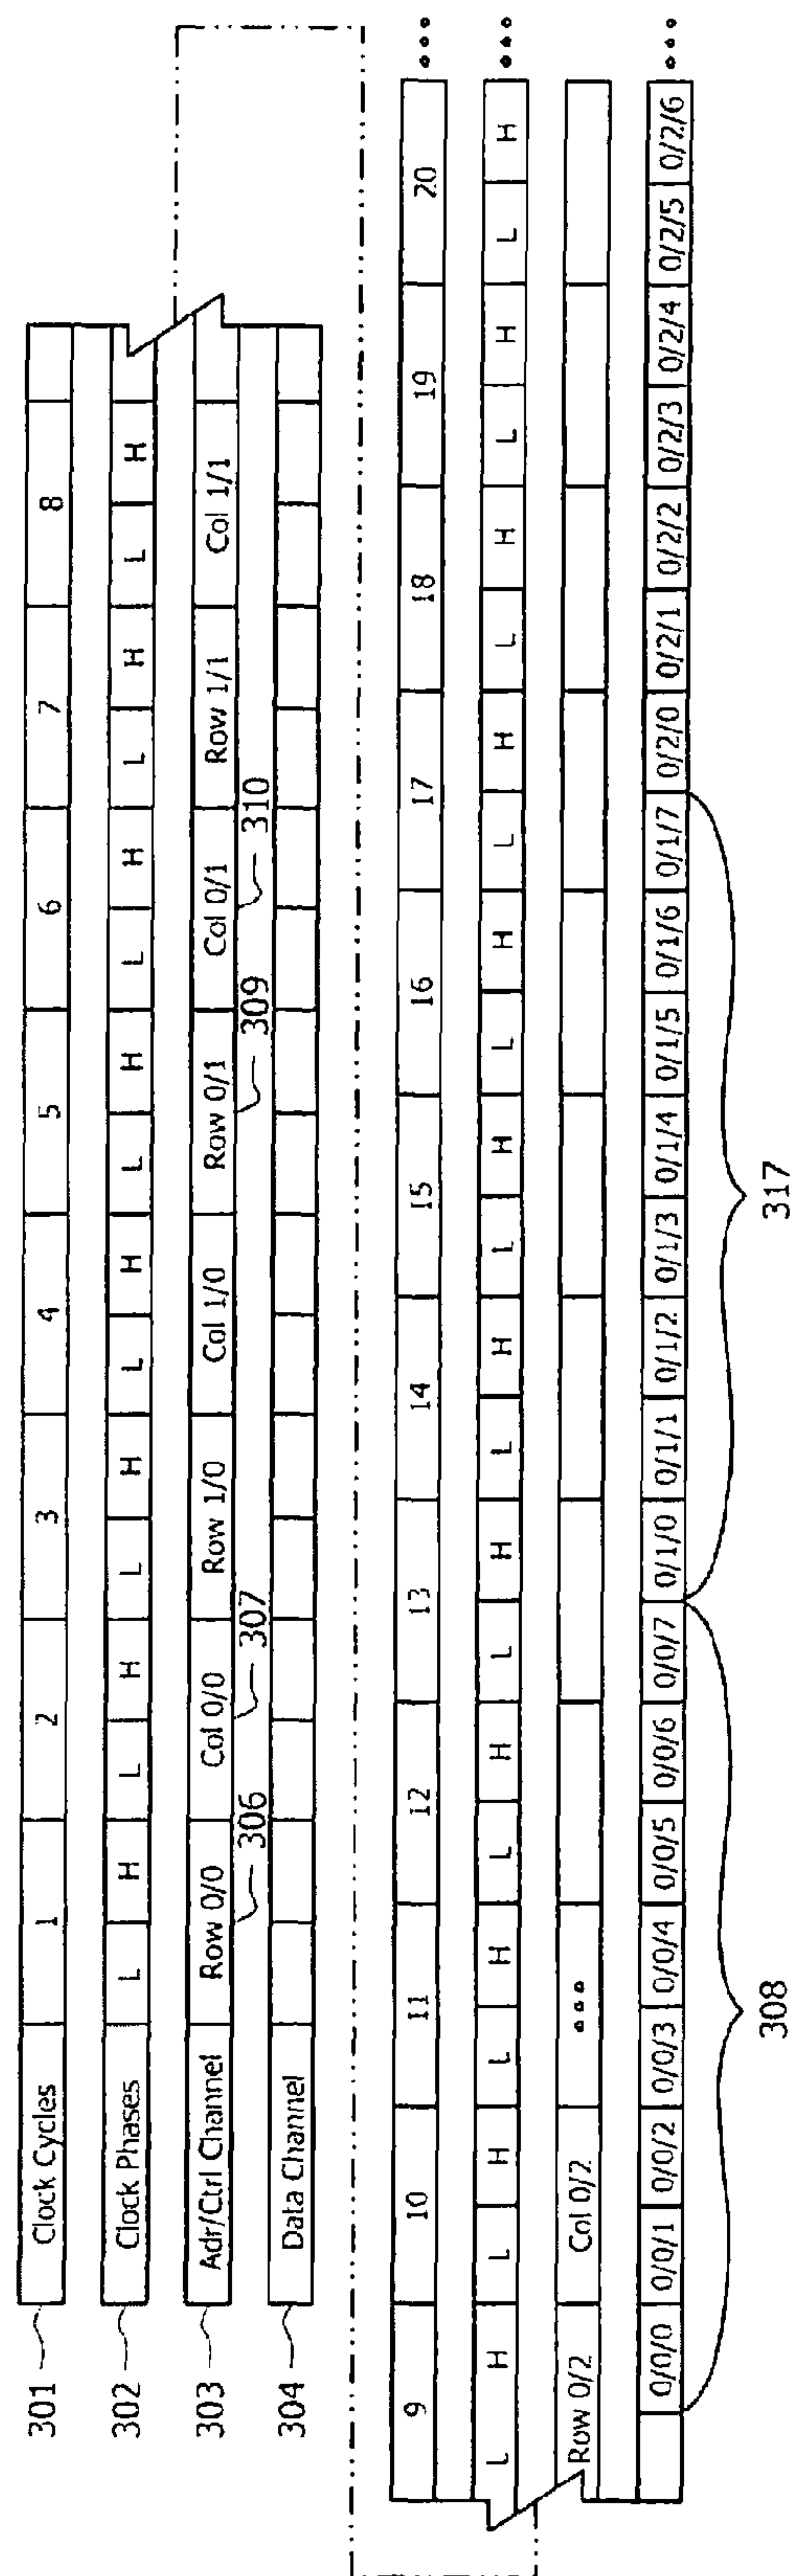 301 Clock Cycles 1 2 3 4 5 6 7 8
302 Clock Phases L H L H L H L H L H L H L H L H
303 Adr/Ctrl Channel Row 0/0 Col 0/0 Row 1/0 Col 1/0 Row 0/1 Col 0/1 Row 1/1 Col 1/1
306 307 309 310
304 Data Channel
9 10 11 12 13 14 15 16 17 18 19 20 •••
L H L H L H L H L H L H L H L H L H L H L H L H •••
Row 0/2 Col 0/2 •••
0/0/0 0/0/1 0/0/2 0/0/3 0/0/4 0/0/5 0/0/6 0/0/7 0/1/0 0/1/1 0/1/2 0/1/3 0/1/4 0/1/5 0/1/6 0/1/7 0/2/0 0/2/1 0/2/2 0/2/3 0/2/4 0/2/5 0/2/6 •••
308 317